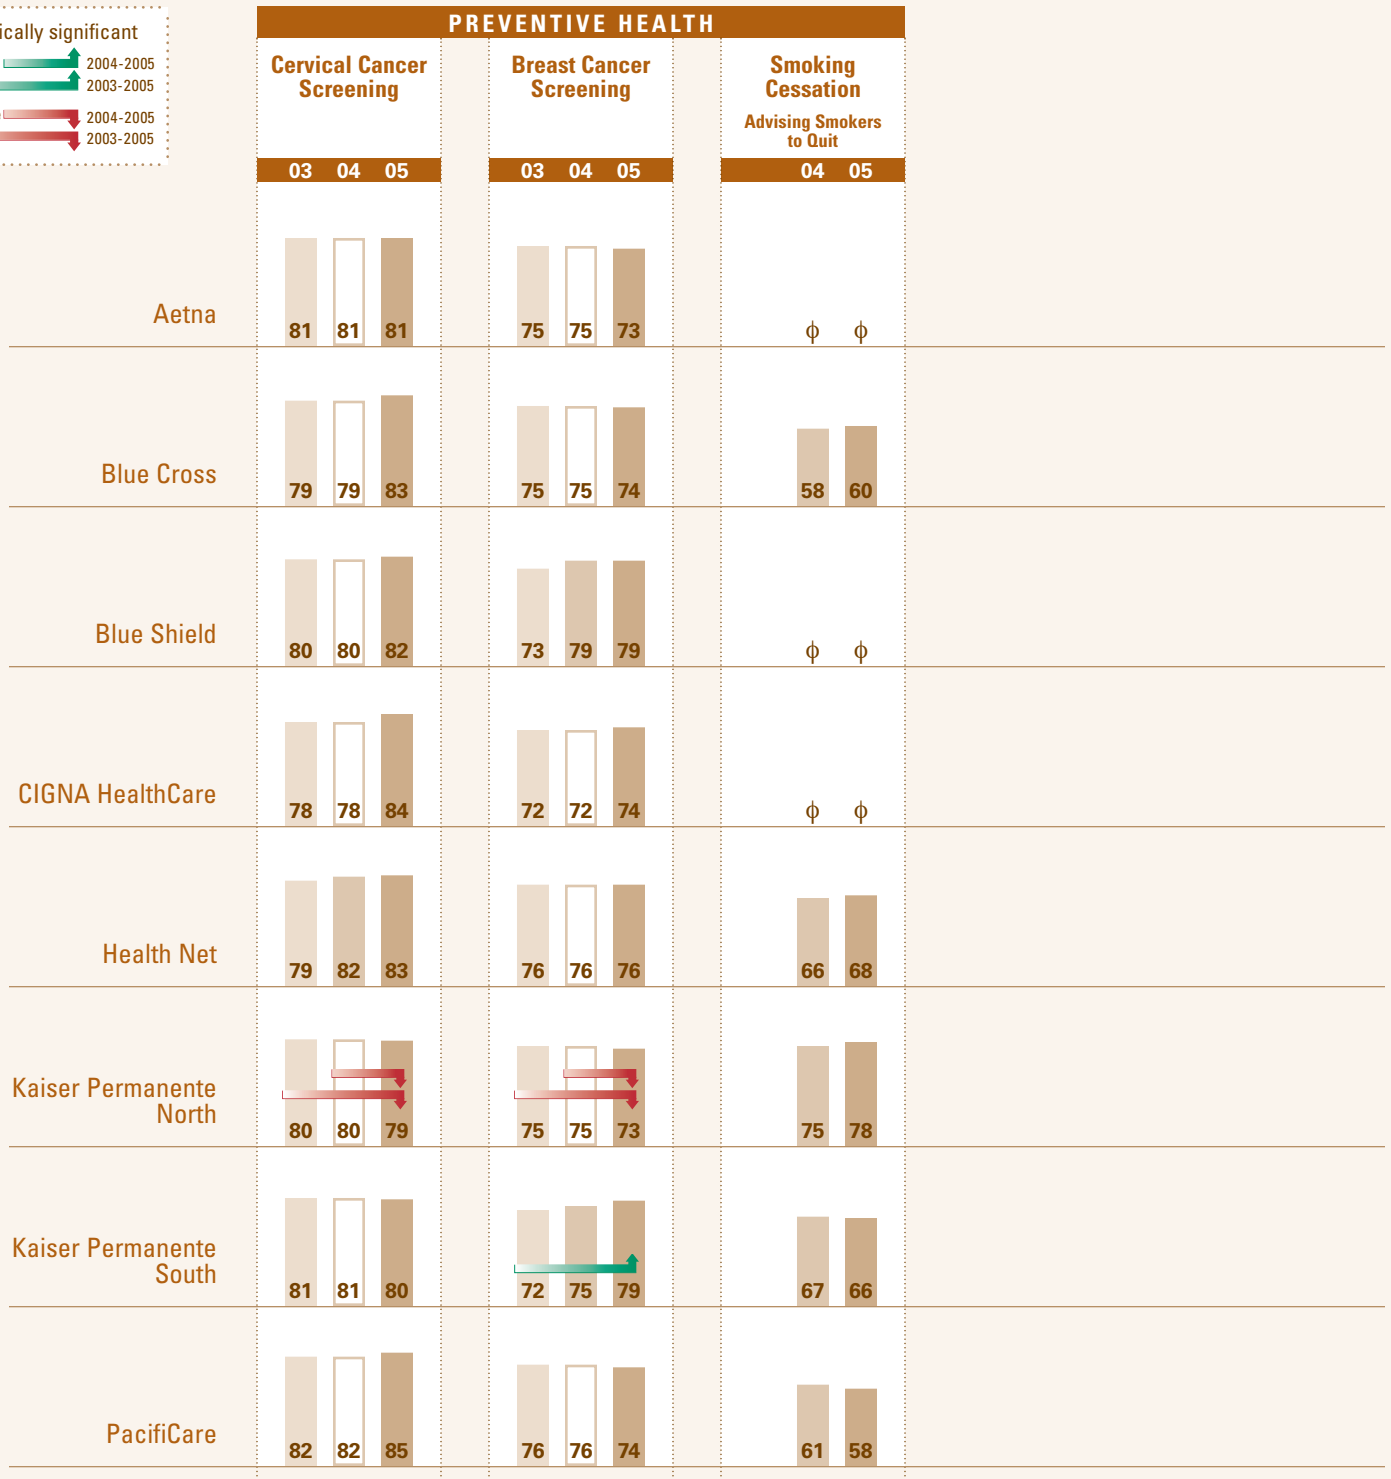 PREVENTIVE HEALTH
ically significant
2004-2005
2003-2005
2004-2005
2003-2005
Cervical Cancer
Screening
Breast Cancer
Screening
Smoking
Cessation
Advising Smokers
to Quit
03 04 05 03 04 05 04 05
Aetna 81 81 81 75 75 73 ϕ ϕ
Blue Cross 79 79 83 75 75 74 58 60
Blue Shield 80 80 82 73 79 79 ϕ ϕ
CIGNA HealthCare 78 78 84 72 72 74 ϕ ϕ
Health Net 79 82 83 76 76 76 66 68
Kaiser Permanente
North 80 80 79 75 75 73 75 78
Kaiser Permanente
South 81 81 80 72 75 79 67 66
PacifiCare 82 82 85 76 76 74 61 58